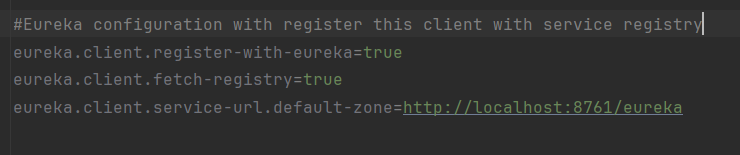 #Eureka configuration with register this client with service registry
eureka.client.register-with-eureka=true
eureka.client.fetch-registry=true
eureka.client.service-url.default-zone=http://localhost:8761/eureka